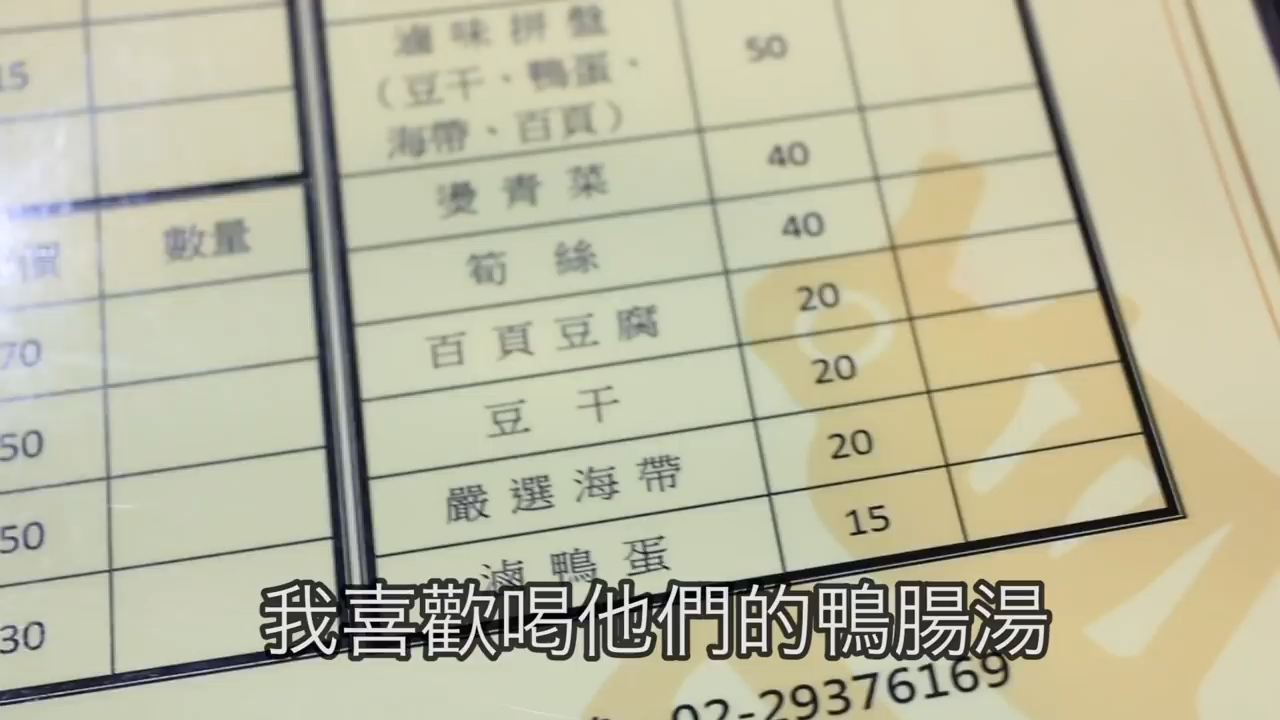 15
價 數量
70
50
50
30
滷味拼盤
(豆干、鴨蛋、
海帶、百頁) 50
燙青菜 40
筍絲 40
百頁豆腐 20
豆干 20
嚴選海帶 20
滷鴨蛋 15
我喜歡喝他們的鴨腸湯
02-29376169